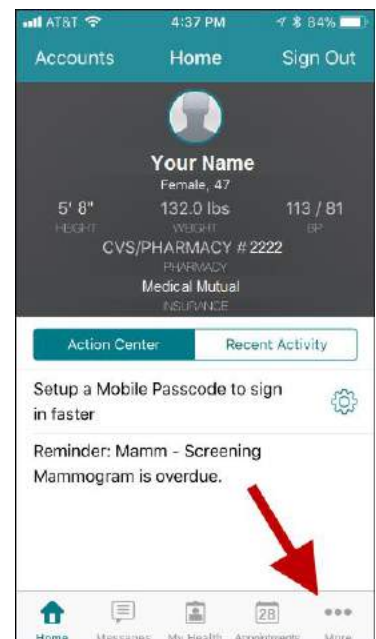 AT&T 4:37 PM 84%
Accounts Home Sign Out
Your Name
Female, 47
5' 8" 132.0 lbs 113 / 81
HEIGHT WEIGHT BP
CVS/PHARMACY # 2222
PHARMACY
Medical Mutual
INSURANCE
Action Center Recent Activity
Setup a Mobile Passcode to sign
in faster
Reminder: Mamm - Screening
Mammogram is overdue.
28
Home Messages My Health Appointments More